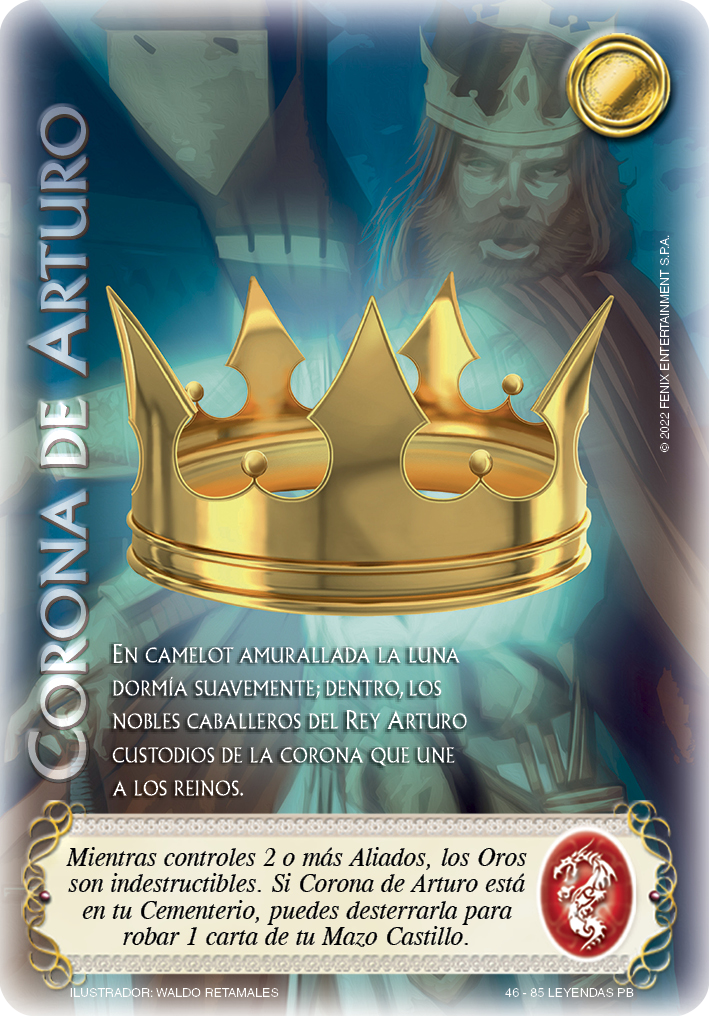 CORONA DE ARTURO
© 2022 FENIX ENTERTAINMENT S.P.A.
EN CAMELOT AMURALLADA LA LUNA
DORMÍA SUAVEMENTE; DENTRO, LOS
NOBLES CABALLEROS DEL REY ARTURO
CUSTODIOS DE LA CORONA QUE UNE
A LOS REINOS.
Mientras controles 2 o más Aliados, los Oros
son indestructibles. Si Corona de Arturo está
en tu Cementerio, puedes desterrarla para
robar 1 carta de tu Mazo Castillo.
ILUSTRADOR: WALDO RETAMALES
46 - 85 LEYENDAS PB